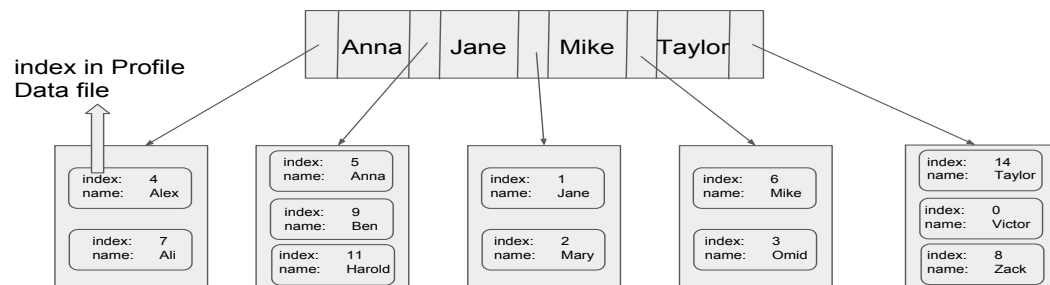 Anna Jane Mike Taylor
index in Profile
Data file
index: 4
name: Alex
index: 7
name: Ali
index: 5
name: Anna
index: 9
name: Ben
index: 11
name: Harold
index: 1
name: Jane
index: 2
name: Mary
index: 6
name: Mike
index: 3
name: Omid
index: 14
name: Taylor
index: 0
name: Victor
index: 8
name: Zack